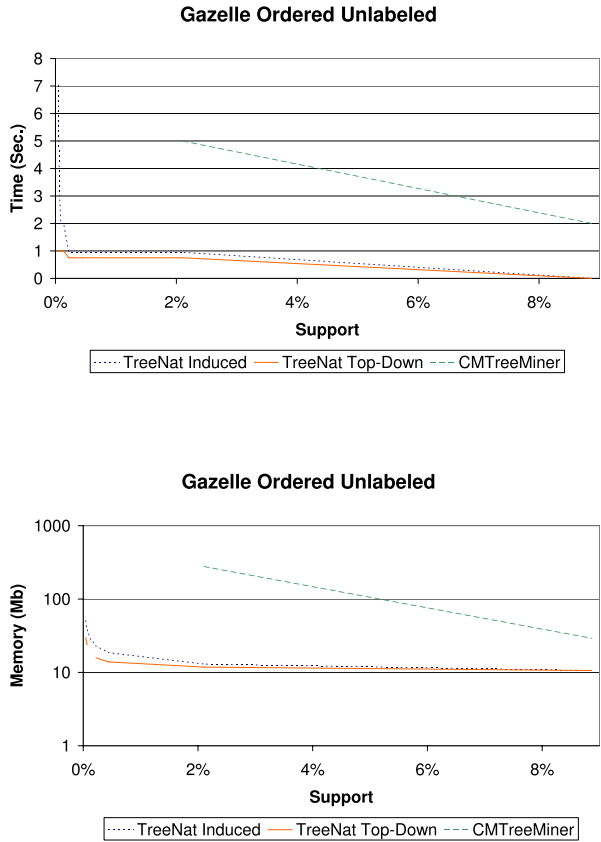 Gazelle Ordered Unlabeled
8
7
6
5
4
3
2
1
0
Time (Sec.)
0% 2% 4% 6% 8%
Support
TreeNat Induced TreeNat Top-Down CMTreeMiner
Gazelle Ordered Unlabeled
1000
100
10
1
Memory (Mb)
0% 2% 4% 6% 8%
Support
TreeNat Induced TreeNat Top-Down CMTreeMiner